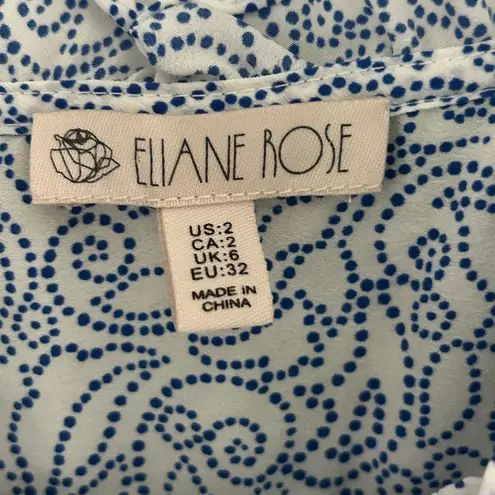 ELIANE ROSE
US:2
CA:2
UK:6
EU:32
MADE IN
CHINA